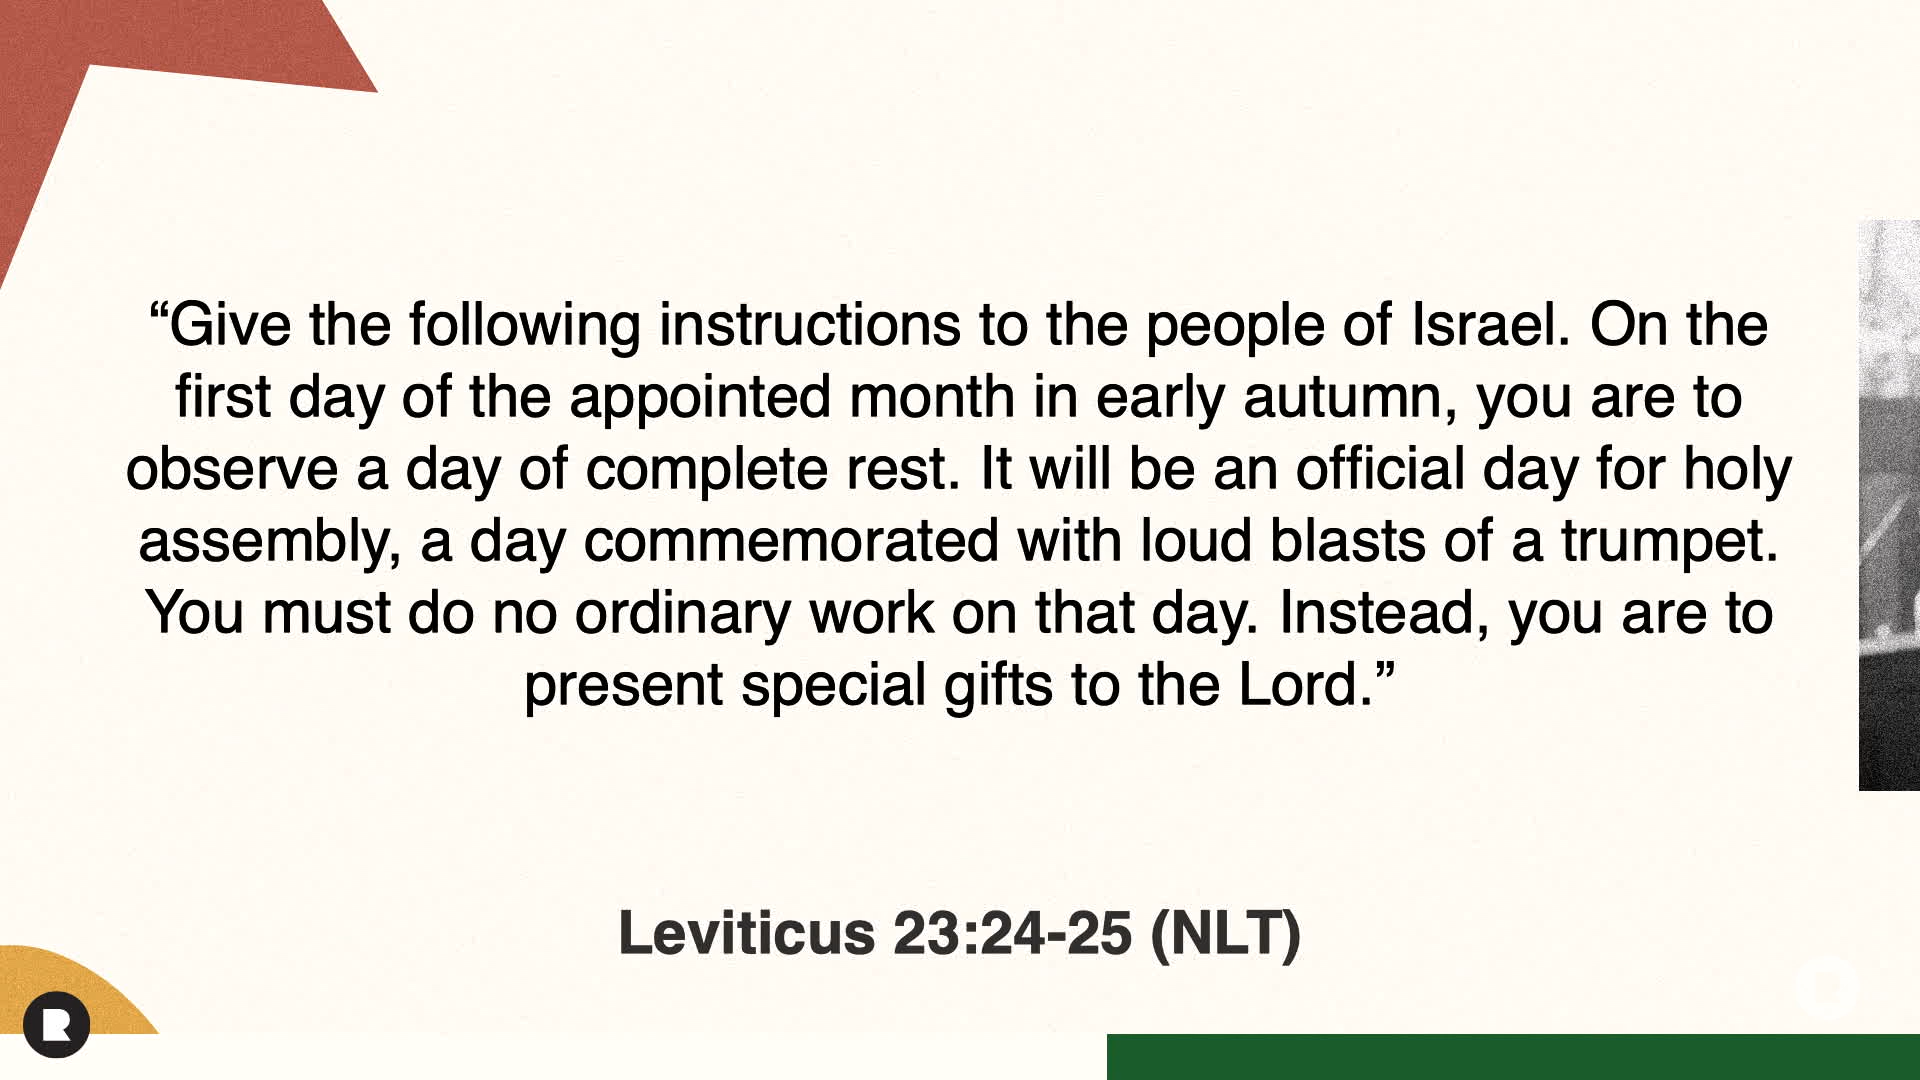 “Give the following instructions to the people of Israel. On the
first day of the appointed month in early autumn, you are to
observe a day of complete rest. It will be an official day for holy
assembly, a day commemorated with loud blasts of a trumpet.
You must do no ordinary work on that day. Instead, you are to
present special gifts to the Lord.”
Leviticus 23:24-25 (NLT)
R